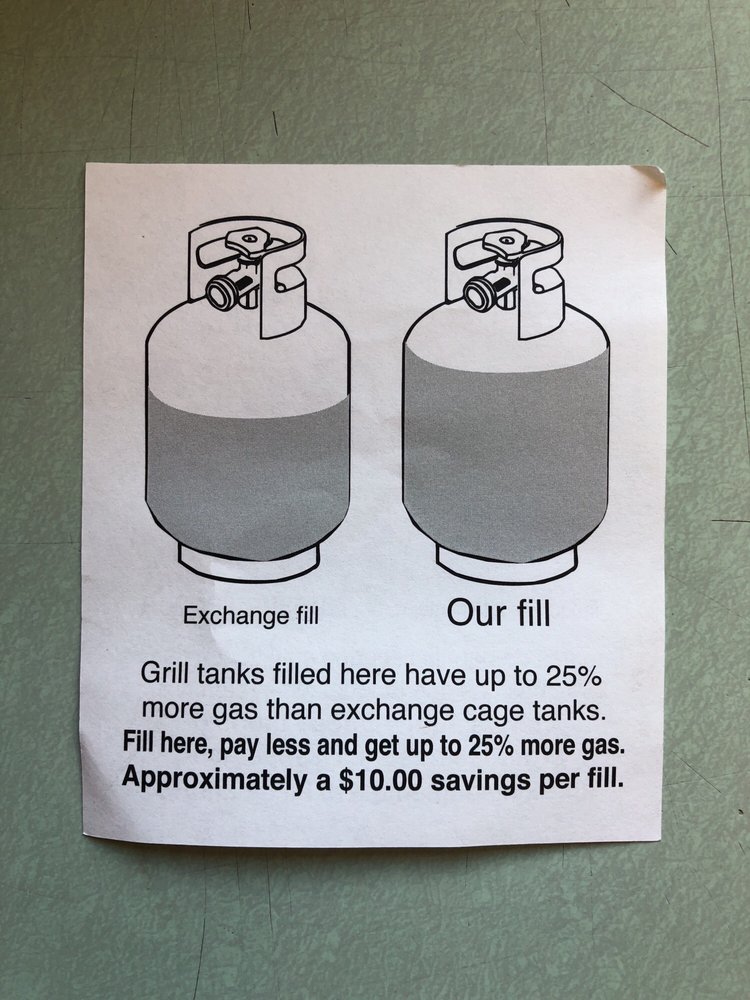 Exchange fill
Our fill
Grill tanks filled here have up to 25%
more gas than exchange cage tanks.
Fill here, pay less and get up to 25% more gas.
Approximately a $10.00 savings per fill.